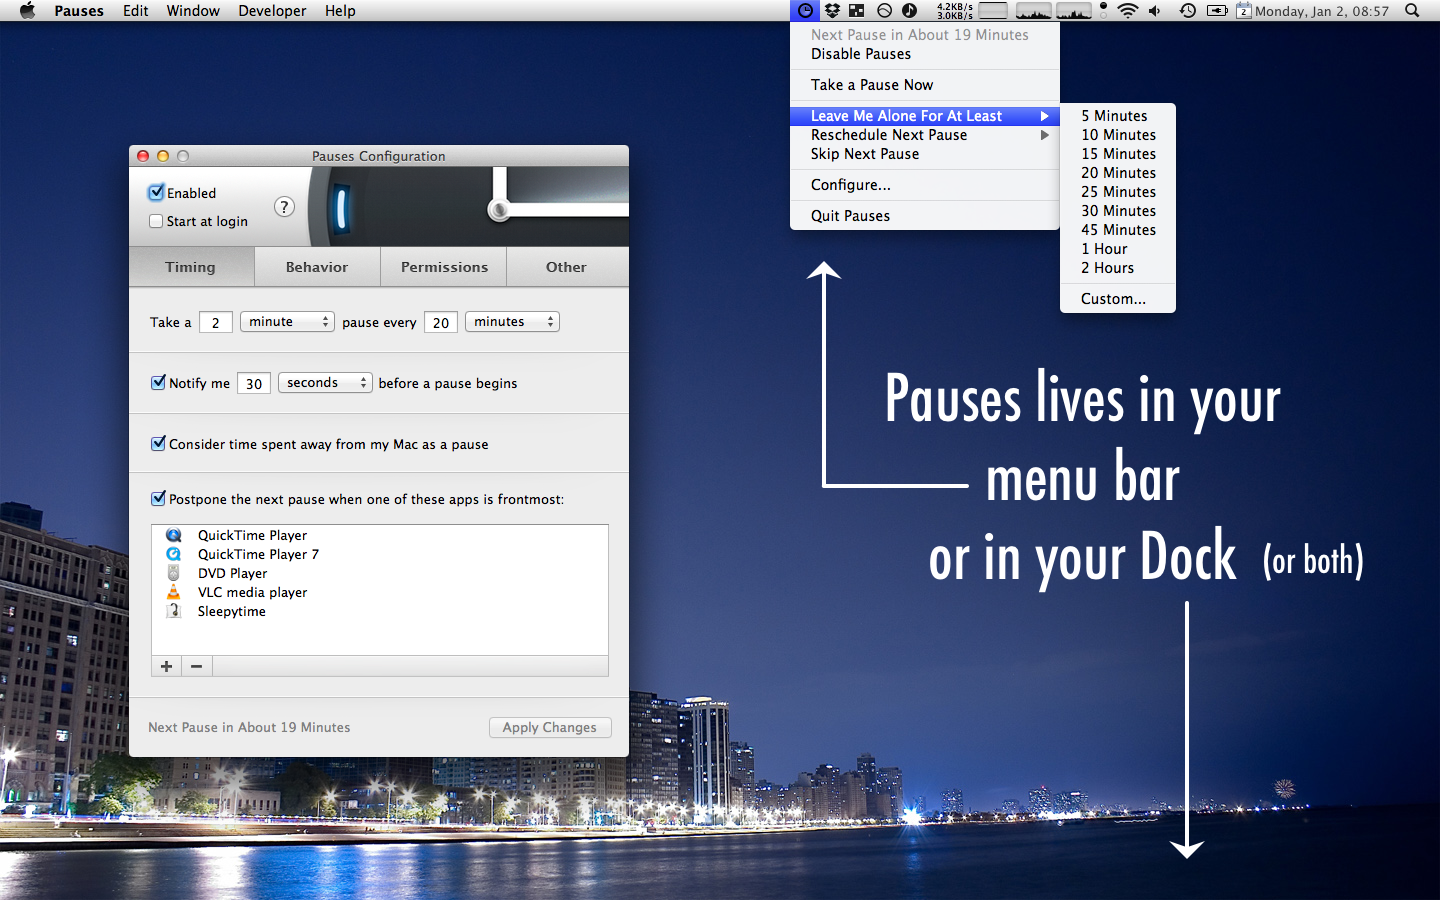 Pauses Edit Window Developer Help
4.2KB/s
3.0KB/s
2 Monday, Jan 2, 08:57
Next Pause in About 19 Minutes
Disable Pauses
Take a Pause Now
Leave Me Alone For At Least
Reschedule Next Pause
Skip Next Pause
Configure...
Quit Pauses
5 Minutes
10 Minutes
15 Minutes
20 Minutes
25 Minutes
30 Minutes
45 Minutes
1 Hour
2 Hours
Custom...
Pauses Configuration
Enabled
Start at login
?
Timing Behavior Permissions Other
Take a 2 minute pause every 20 minutes
Notify me 30 seconds before a pause begins
Consider time spent away from my Mac as a pause
Postpone the next pause when one of these apps is frontmost:
QuickTime Player
QuickTime Player 7
DVD Player
VLC media player
Sleepytime
+ −
Next Pause in About 19 Minutes Apply Changes
Pauses lives in your
menu bar
or in your Dock (or both)